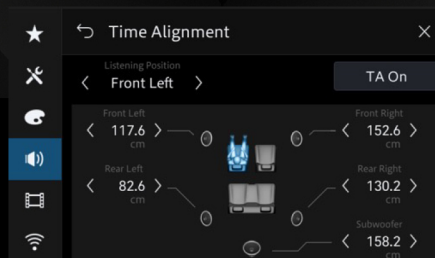 Time Alignment
Listening Position
Front Left
TA On
Front Left
117.6
cm
Front Right
152.6
cm
Rear Left
82.6
cm
Rear Right
130.2
cm
Subwoofer
158.2
cm